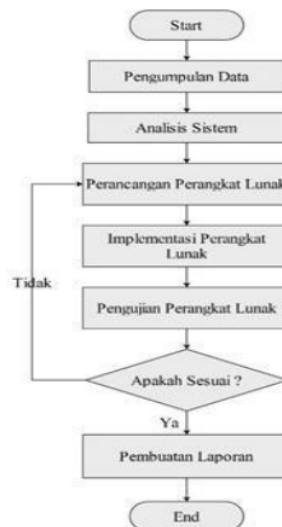 Start
Pengumpulan Data
Analisis Sistem
Perancangan Perangkat Lunak
Implementasi Perangkat
Lunak
Tidak
Pengujian Perangkat Lunak
Apakah Sesuai ?
Ya
Pembuatan Laporan
End